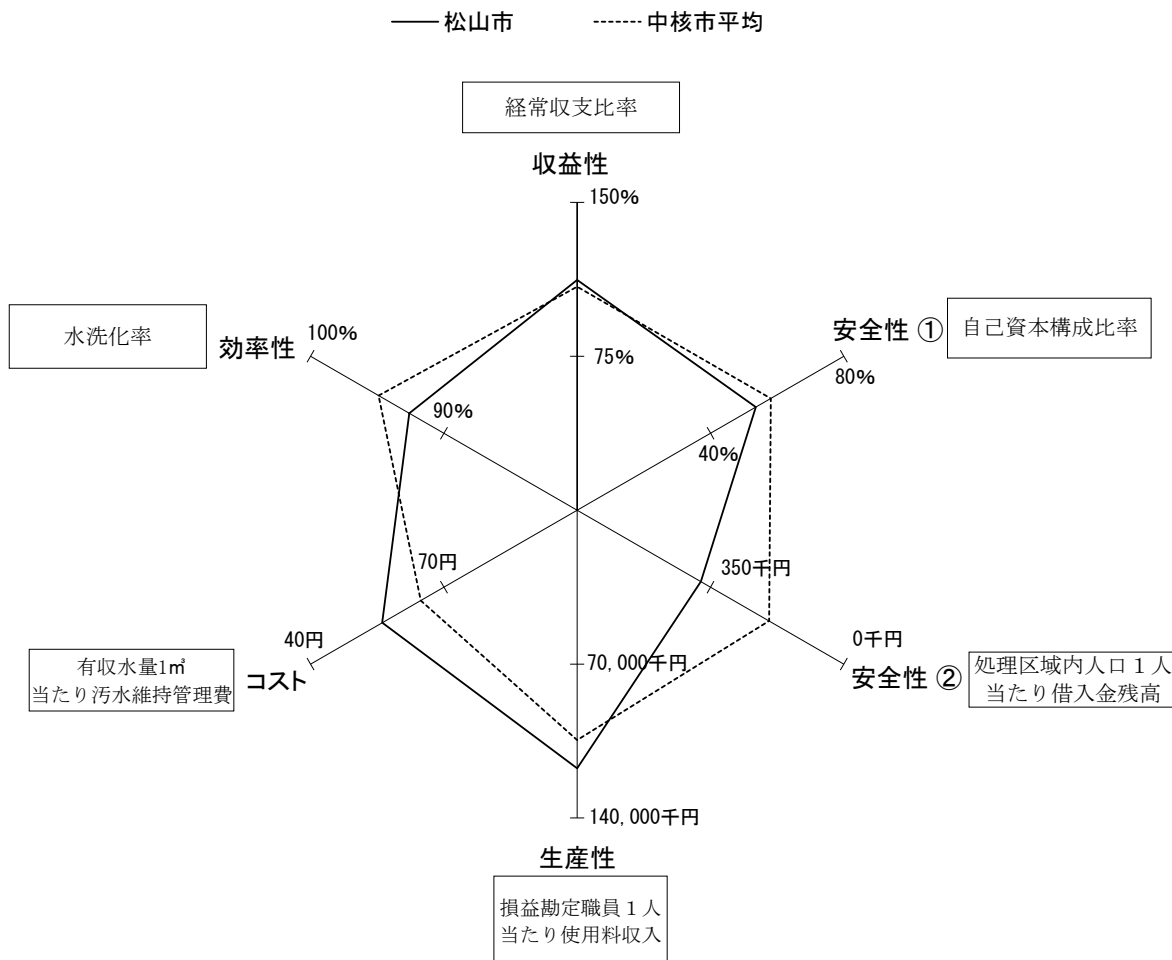 松山市
中核市平均
経常収支比率
収益性
150%
75%
水洗化率
効率性
100%
90%
安全性 ①
自己資本構成比率
80%
40%
350千円
0千円
安全性 ②
処理区域内人口１人
当たり借入金残高
70円
40円
コスト
有収水量1㎥
当たり汚水維持管理費
70,000千円
140,000千円
生産性
損益勘定職員１人
当たり使用料収入